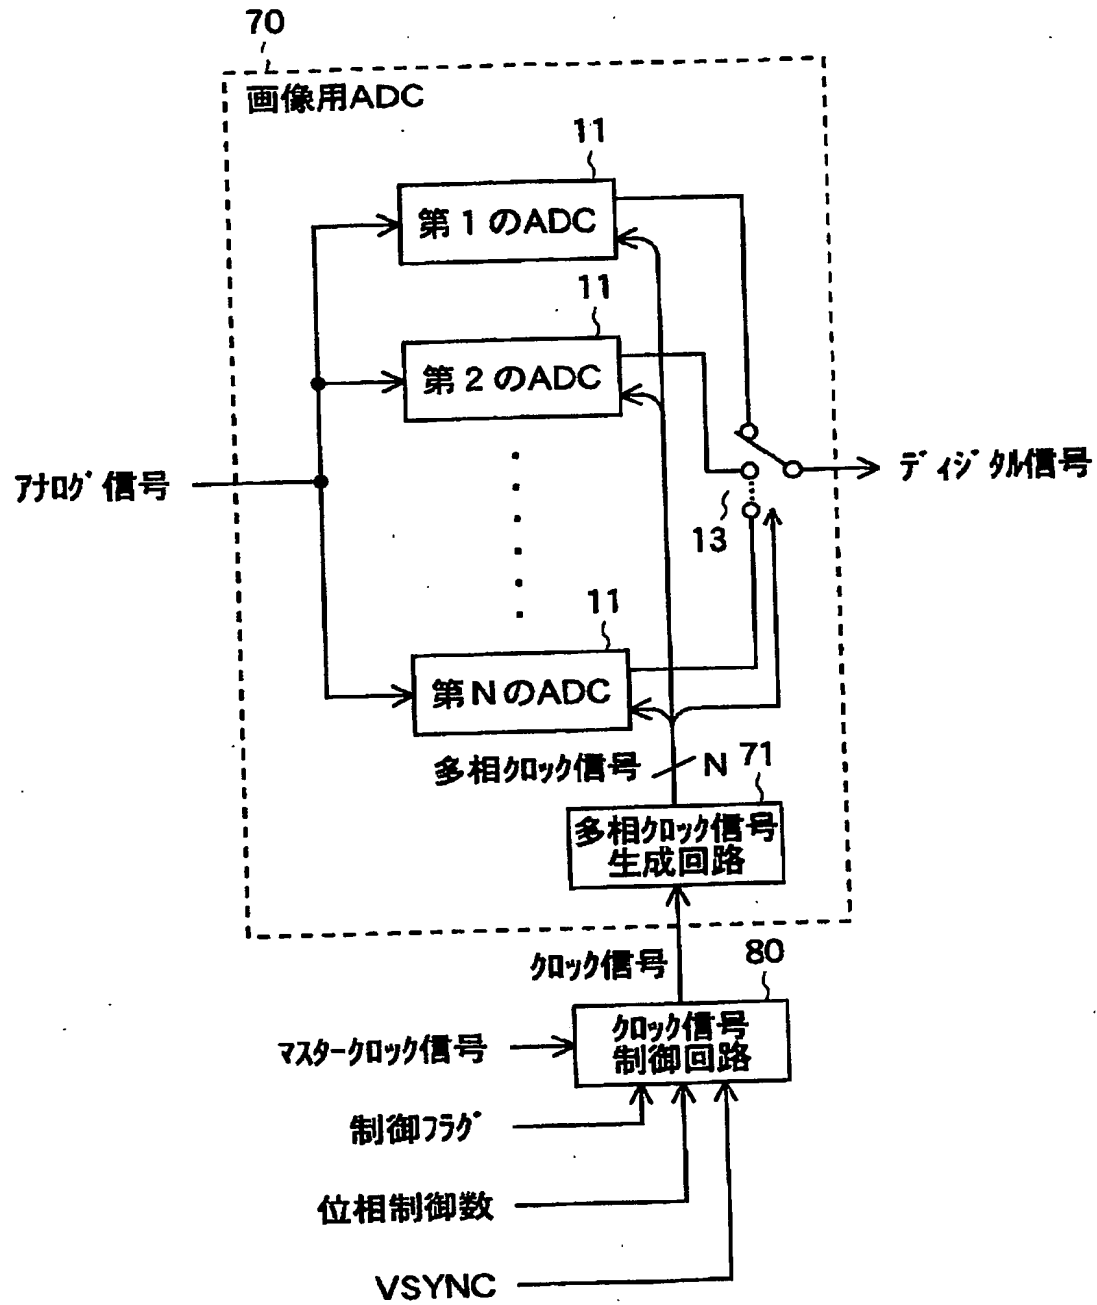 70
画像用ADC
11
第1のADC
11
第2のADC
アナログ信号
ディジタル信号
13
11
第NのADC
多相クロック信号
N
71
多相クロック信号
生成回路
クロック信号
80
マスタークロック信号
クロック信号
制御回路
制御フラグ
位相制御数
VSYNC